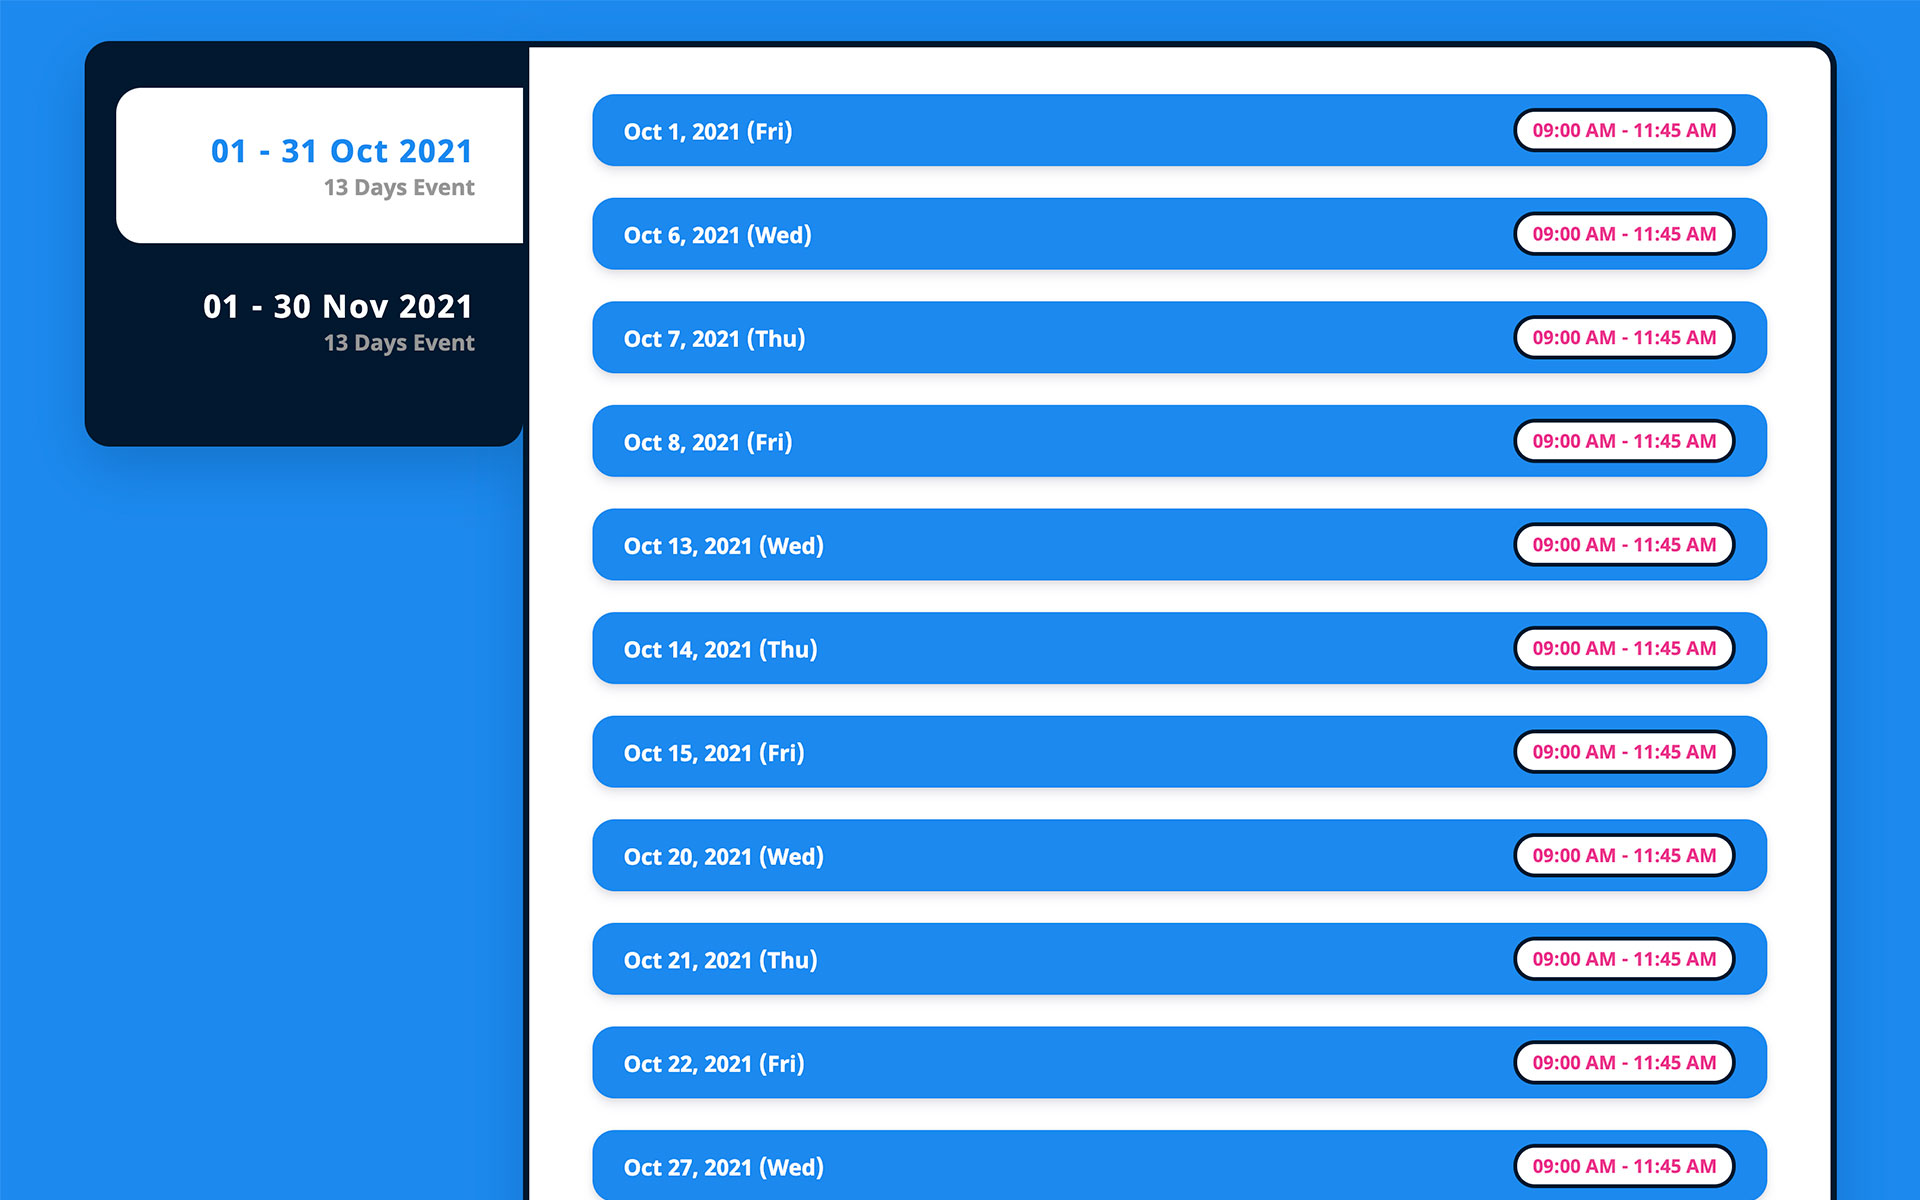 01 - 31 Oct 2021
13 Days Event
01 - 30 Nov 2021
13 Days Event
Oct 1, 2021 (Fri) 09:00 AM - 11:45 AM
Oct 6, 2021 (Wed) 09:00 AM - 11:45 AM
Oct 7, 2021 (Thu) 09:00 AM - 11:45 AM
Oct 8, 2021 (Fri) 09:00 AM - 11:45 AM
Oct 13, 2021 (Wed) 09:00 AM - 11:45 AM
Oct 14, 2021 (Thu) 09:00 AM - 11:45 AM
Oct 15, 2021 (Fri) 09:00 AM - 11:45 AM
Oct 20, 2021 (Wed) 09:00 AM - 11:45 AM
Oct 21, 2021 (Thu) 09:00 AM - 11:45 AM
Oct 22, 2021 (Fri) 09:00 AM - 11:45 AM
Oct 27, 2021 (Wed) 09:00 AM - 11:45 AM